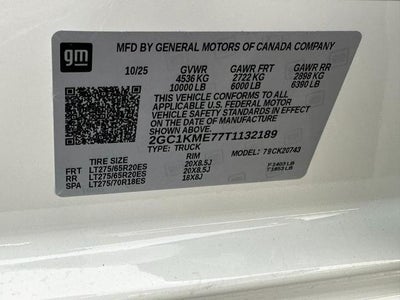 gm
MFD BY GENERAL MOTORS OF CANADA COMPANY
10/25 GVWR GAWR FRT GAWR RR
4536 KG 2722 KG 2898 KG
10000 LB 6000 LB 6390 LB
THIS VEHICLE CONFORMS TO ALL
APPLICABLE U.S. FEDERAL MOTOR
VEHICLE SAFETY STANDARDS IN EFFECT
ON THE DATE OF MANUFACTURE
SHOWN ABOVE.
2GC1KME77T1132189
TYPE: TRUCK MODEL:
TIRE SIZE RIM
FRT LT275/65R20ES 20X8.5J
RR LT275/65R20ES 20X8.5J
SPA LT275/70R18ES 18X8J